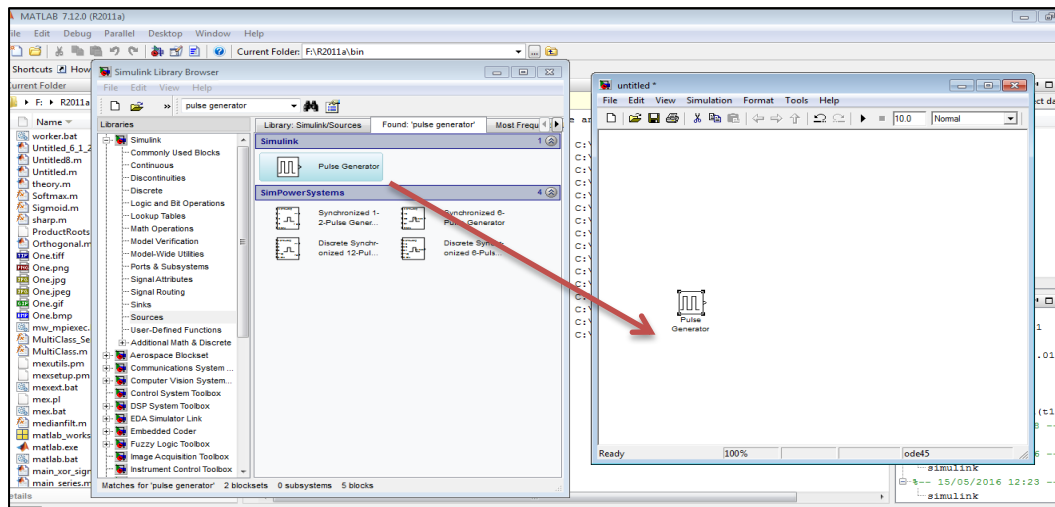 MATLAB 7.12.0 (R2011a)
File Edit Debug Parallel Desktop Window Help
Current Folder: F:\R2011a\bin
Shortcuts How
Current Folder
F: R2011a
Name
worker.bat
Untitled_6_1_2
Untitled8.m
Untitled.m
theory.m
Softmax.m
Sigmoid.m
sharp.m
ProductRoots
Orthogonal.m
One.tiff
One.png
One.jpg
One.jpeg
One.gif
One.bmp
mw_mpiexec.
MultiClass_Se
MultiClass.m
mexutils.pm
mexsetup.pm
mexext.bat
mex.pl
mex.bat
medianfilt.m
matlab_works
matlab.exe
matlab.bat
main_xor_sign
main_series.m
etails
Simulink Library Browser
File Edit View Help
» pulse generator
Libraries
Library: Simulink/Sources Found: 'pulse generator' Most Frequ
Simulink
Commonly Used Blocks
Continuous
Discontinuities
Discrete
Logic and Bit Operations
Lookup Tables
Math Operations
Model Verification
Model-Wide Utilities
Ports & Subsystems
Signal Attributes
Signal Routing
Sinks
Sources
User-Defined Functions
Additional Math & Discrete
Aerospace Blockset
Communications System ...
Computer Vision System...
Control System Toolbox
DSP System Toolbox
EDA Simulator Link
Embedded Coder
Fuzzy Logic Toolbox
Image Acquisition Toolbox
Instrument Control Toolbox
Simulink 1
Pulse Generator
SimPowerSystems 4
Synchronized 1-
2-Pulse Gener...
Synchronized 6-
Pulse Generator
Discrete Synchr-
onized 12-Pul...
Discrete Synchr-
onized 6-Puls...
Matches for 'pulse generator' 2 blocksets 0 subsystems 5 blocks
untitled *
File Edit View Simulation Format Tools Help
10.0 Normal
Pulse
Generator
Ready 100% ode45
simulink
%-- 15/05/2016 12:23 --
simulink